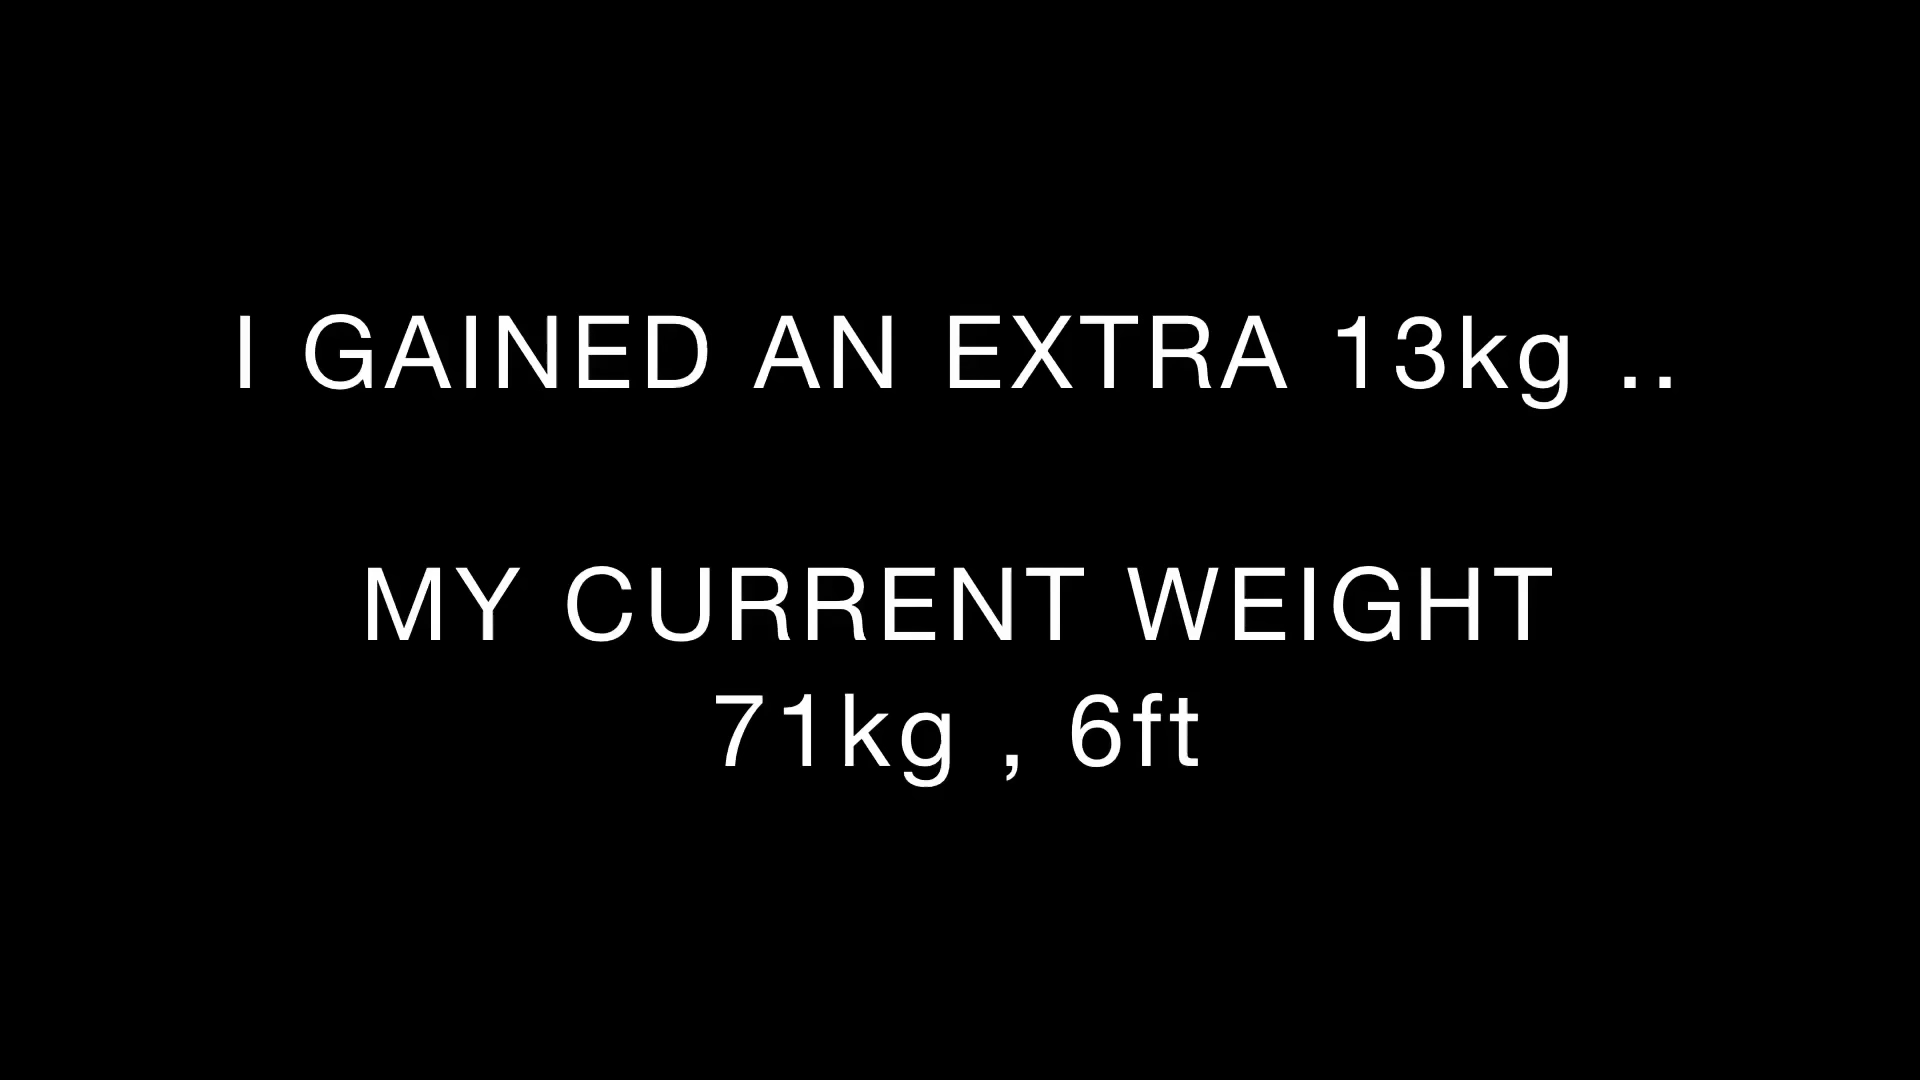 I GAINED AN EXTRA 13kg ..
MY CURRENT WEIGHT
71kg , 6ft